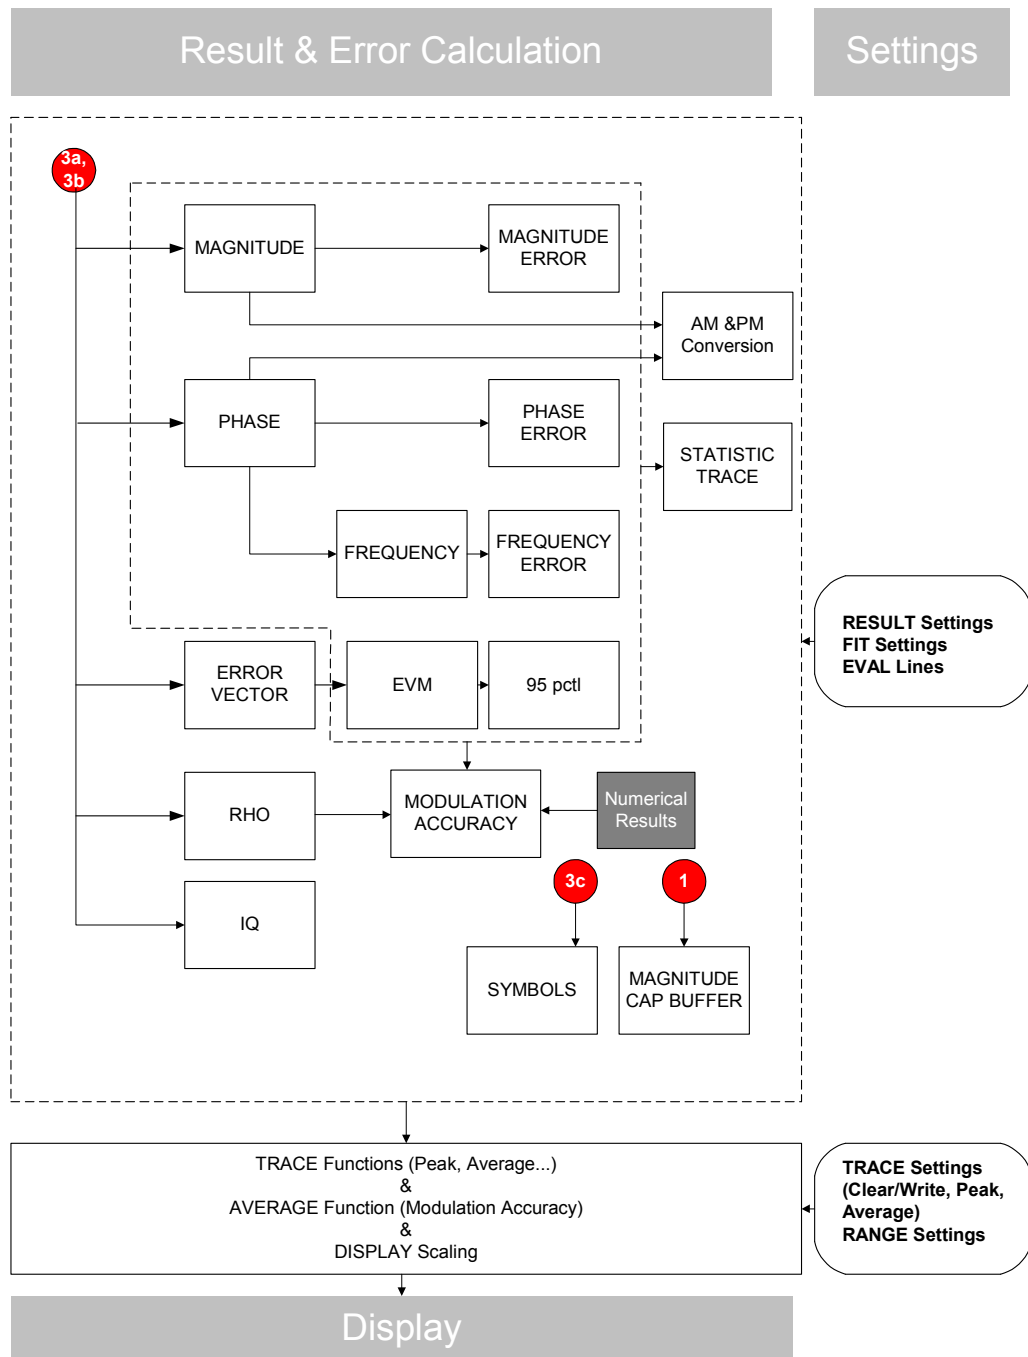 Result & Error Calculation
Settings
3a,
3b
MAGNITUDE
MAGNITUDE
ERROR
AM &PM
Conversion
PHASE
PHASE
ERROR
STATISTIC
TRACE
FREQUENCY
FREQUENCY
ERROR
RESULT Settings
FIT Settings
EVAL Lines
ERROR
VECTOR
EVM
95 pctl
RHO
MODULATION
ACCURACY
Numerical
Results
3c
1
IQ
SYMBOLS
MAGNITUDE
CAP BUFFER
TRACE Functions (Peak, Average...)
&
AVERAGE Function (Modulation Accuracy)
&
DISPLAY Scaling
TRACE Settings
(Clear/Write, Peak,
Average)
RANGE Settings
Display